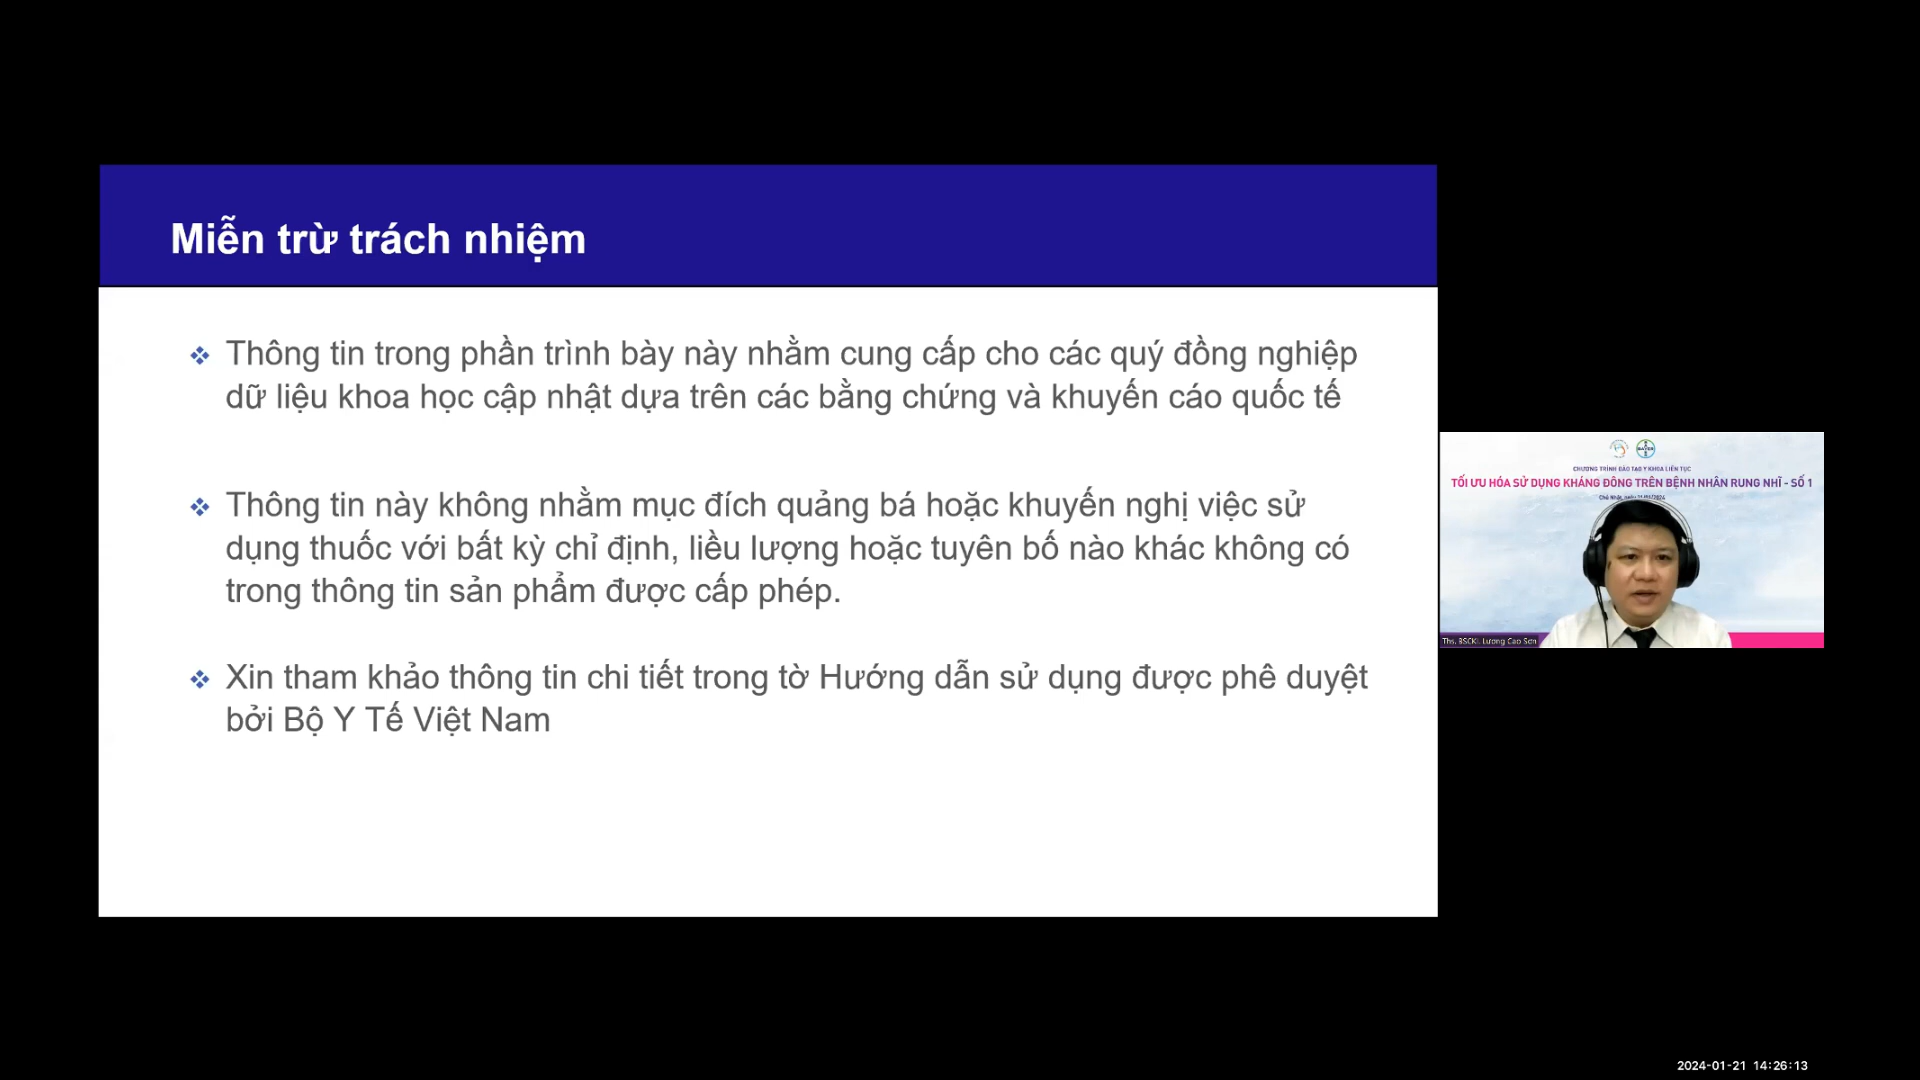 Miễn trừ trách nhiệm
Thông tin trong phần trình bày này nhằm cung cấp cho các quý đồng nghiệp
dữ liệu khoa học cập nhật dựa trên các bằng chứng và khuyến cáo quốc tế
Thông tin này không nhằm mục đích quảng bá hoặc khuyến nghị việc sử
dụng thuốc với bất kỳ chỉ định, liều lượng hoặc tuyên bố nào khác không có
trong thông tin sản phẩm được cấp phép.
Xin tham khảo thông tin chi tiết trong tờ Hướng dẫn sử dụng được phê duyệt
bởi Bộ Y Tế Việt Nam
CHƯƠNG TRÌNH ĐÀO TẠO Y KHOA LIÊN TỤC
TỐI ƯU HÓA SỬ DỤNG KHÁNG ĐÔNG TRÊN BỆNH NHÂN RUNG NHĨ - SỐ 1
Chủ Nhật, ngày
Ths. BSCKI. Lương Cao Sơn
2024-01-21 14:26:13